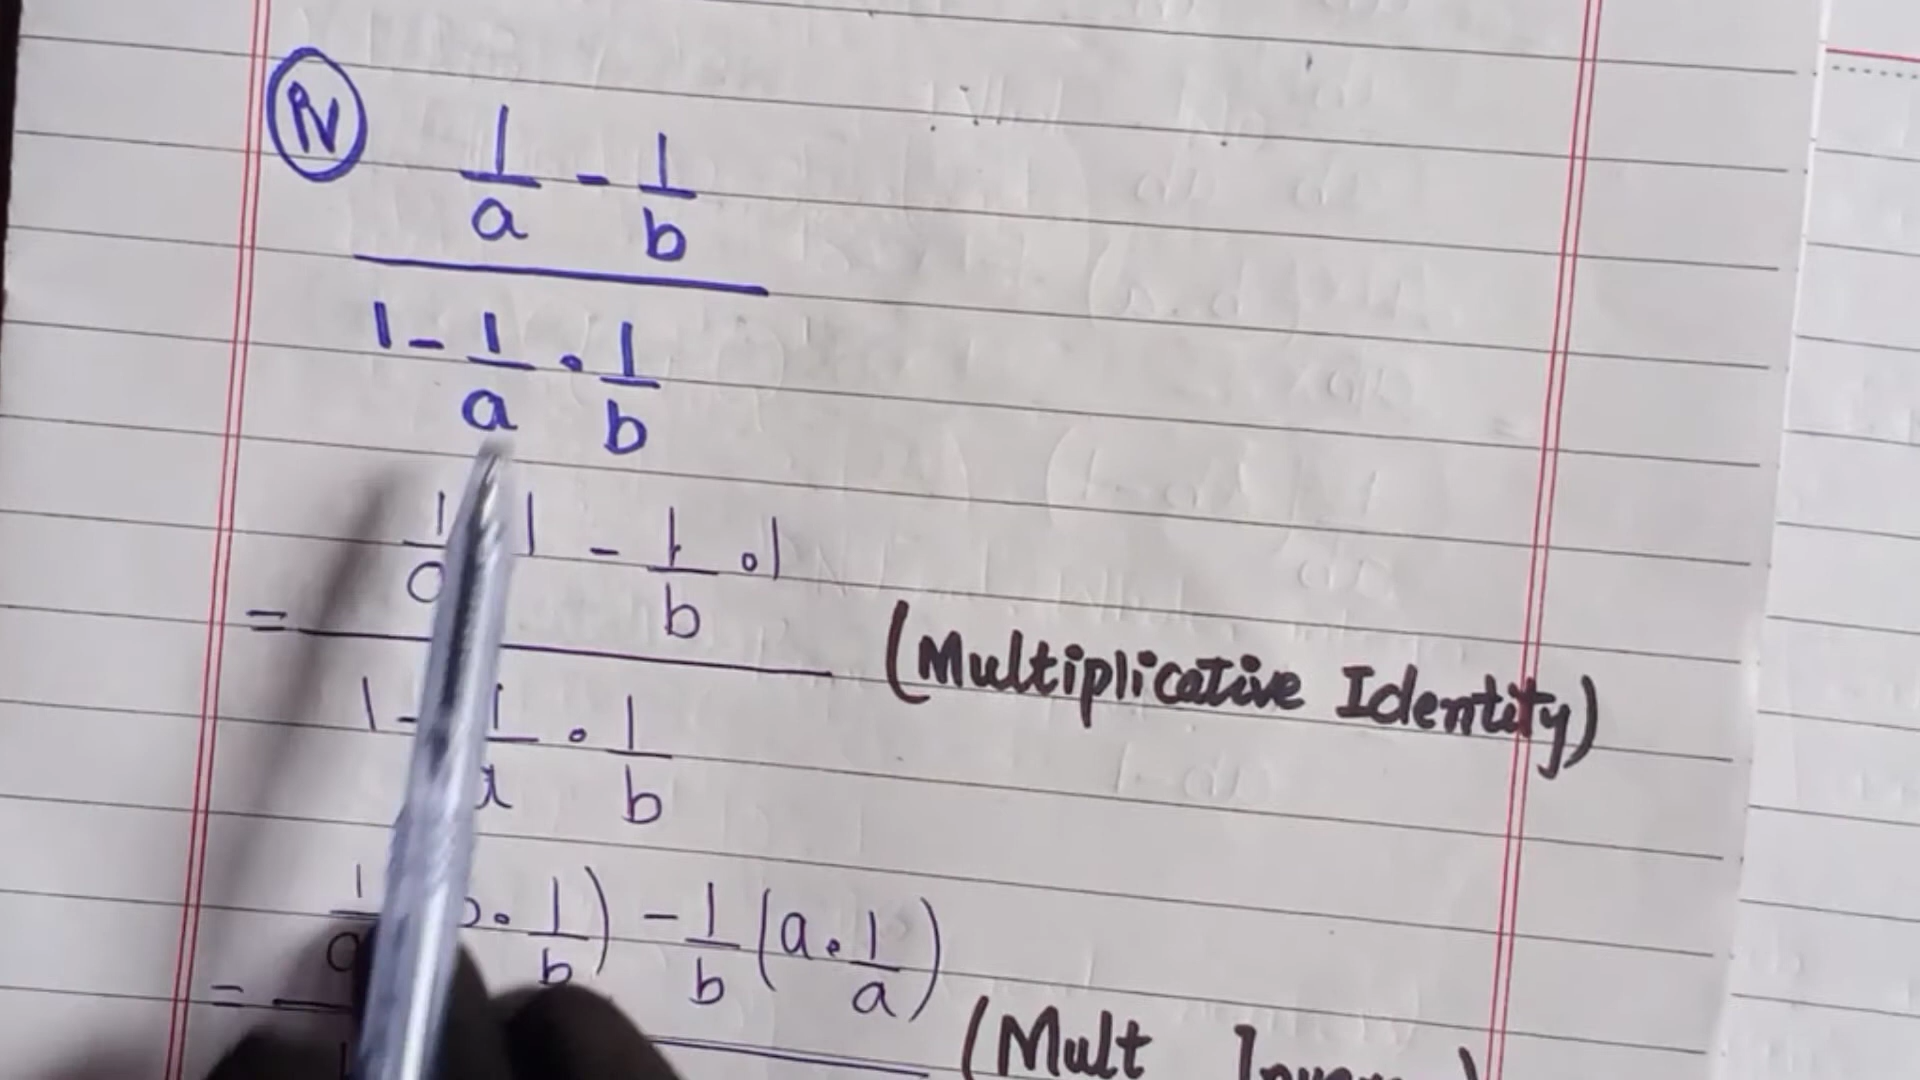 (iv) 1/a - 1/b
1 - 1/a · 1/b
1 - 1/b · 1
= (Multiplicative Identity)
1 - 1 · 1/b
· 1/b) - 1/b (a · 1/a)
= (Mult